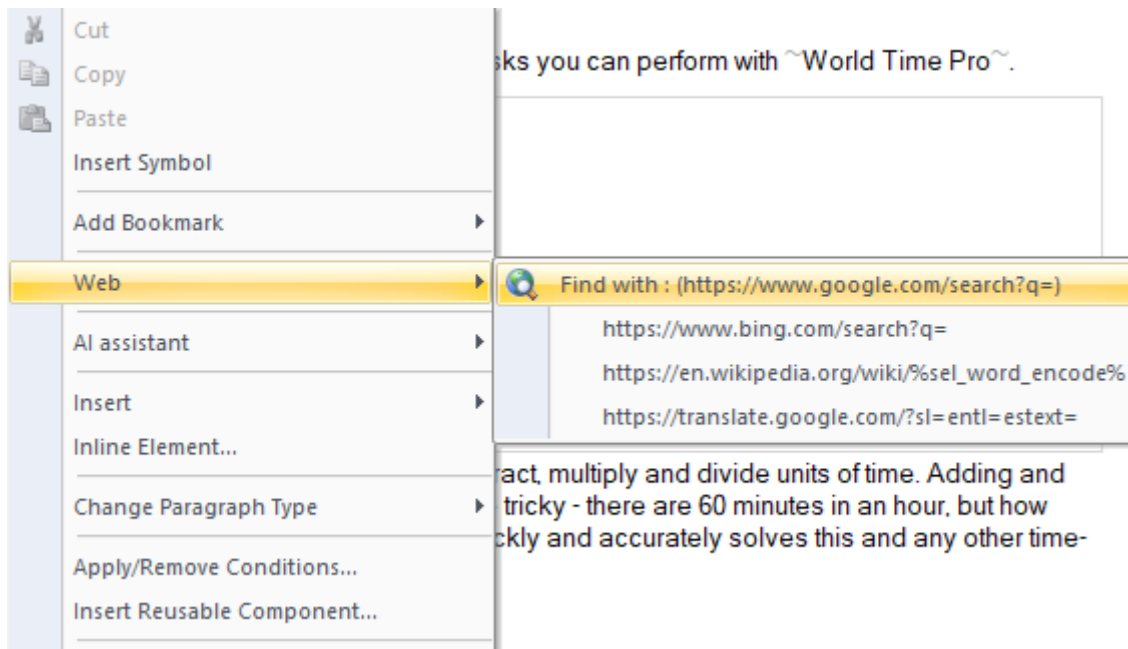 Cut
Copy
Paste
Insert Symbol
Add Bookmark
Web
AI assistant
Insert
Inline Element...
Change Paragraph Type
Apply/Remove Conditions...
Insert Reusable Component...
Find with : (https://www.google.com/search?q=)
https://www.bing.com/search?q=
https://en.wikipedia.org/wiki/%sel_word_encode%
https://translate.google.com/?sl=entl=estext=
you can perform with ~World Time Pro~.
multiply and divide units of time. Adding and
tricky - there are 60 minutes in an hour, but how
and accurately solves this and any other time-